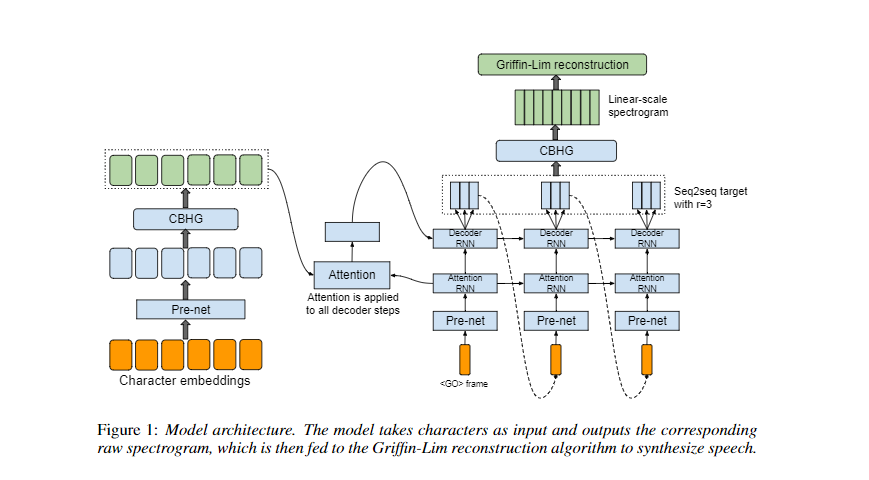 Griffin-Lim reconstruction
Linear-scale
spectrogram
CBHG
Seq2seq target
with r=3
CBHG
Decoder
RNN
Decoder
RNN
Decoder
RNN
Attention
Attention is applied
to all decoder steps
Attention
RNN
Attention
RNN
Attention
RNN
Pre-net
Pre-net
Pre-net
Pre-net
Character embeddings
<GO> frame
Figure 1: Model architecture. The model takes characters as input and outputs the corresponding
raw spectrogram, which is then fed to the Griffin-Lim reconstruction algorithm to synthesize speech.